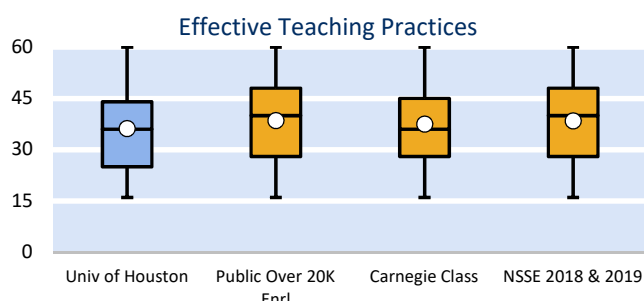 Effective Teaching Practices
60
45
30
15
0
Univ of Houston
Public Over 20K
Enrl
Carnegie Class
NSSE 2018 & 2019